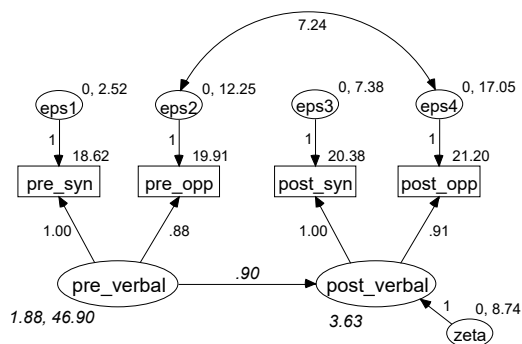 7.24
0, 2.52
0, 12.25
0, 7.38
0, 17.05
eps1
eps2
eps3
eps4
1
1
1
1
18.62
19.91
20.38
21.20
pre_syn
pre_opp
post_syn
post_opp
1.00
.88
1.00
.91
.90
pre_verbal
post_verbal
1.88, 46.90
3.63
1
0, 8.74
zeta